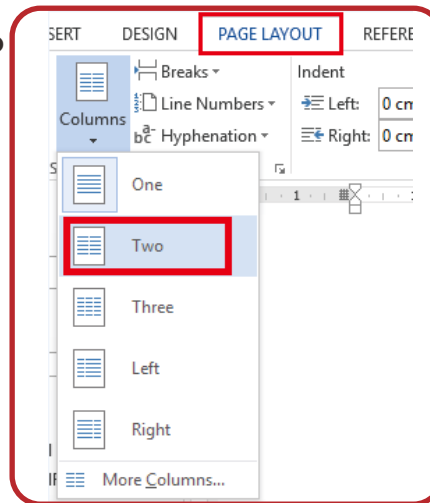 SERT DESIGN PAGE LAYOUT REFERE
Breaks Indent
Line Numbers Left: 0 cm
Columns
Hyphenation Right: 0 cm
One
1
Two
Three
Left
Right
More Columns...